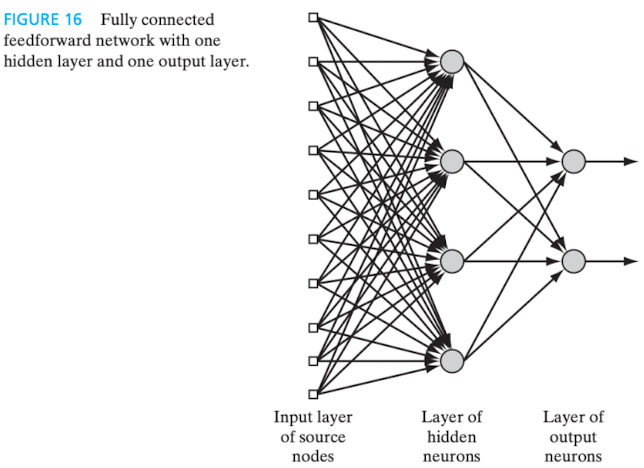 FIGURE 16 Fully connected
feedforward network with one
hidden layer and one output layer.
Input layer
of source
nodes
Layer of
hidden
neurons
Layer of
output
neurons